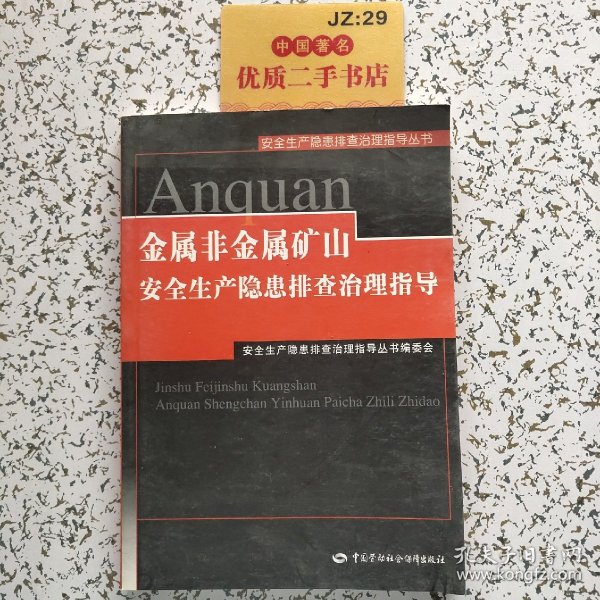 JZ:29
中国著名
优质二手书店
安全生产隐患排查治理指导丛书
Anquan
金属非金属矿山
安全生产隐患排查治理指导
安全生产隐患排查治理指导丛书编委会
Jinshu Feijinshu Kuangshan
Anquan Shengchan Yinhuan Paicha Zhili Zhidao
中国劳动社会保障出版社
孔夫子旧书网
www.kongfz.com